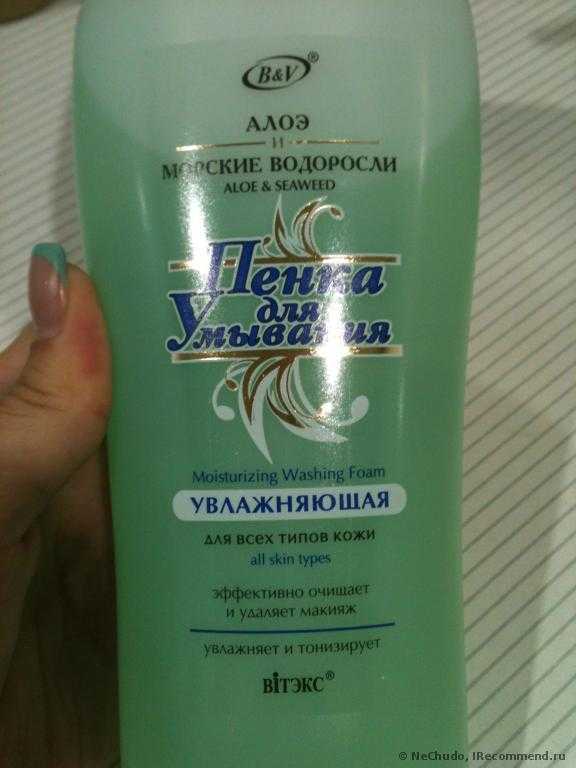 B&V®
АЛОЭ
И
МОРСКИЕ ВОДОРОСЛИ
ALOE & SEAWEED
Пенка
для
Умывания
Moisturizing Washing Foam
УВЛАЖНЯЮЩАЯ
для всех типов кожи
all skin types
эффективно очищает
и удаляет макияж
увлажняет и тонизирует
ВIТЭКС®
© NeChudo, IRecommend.ru